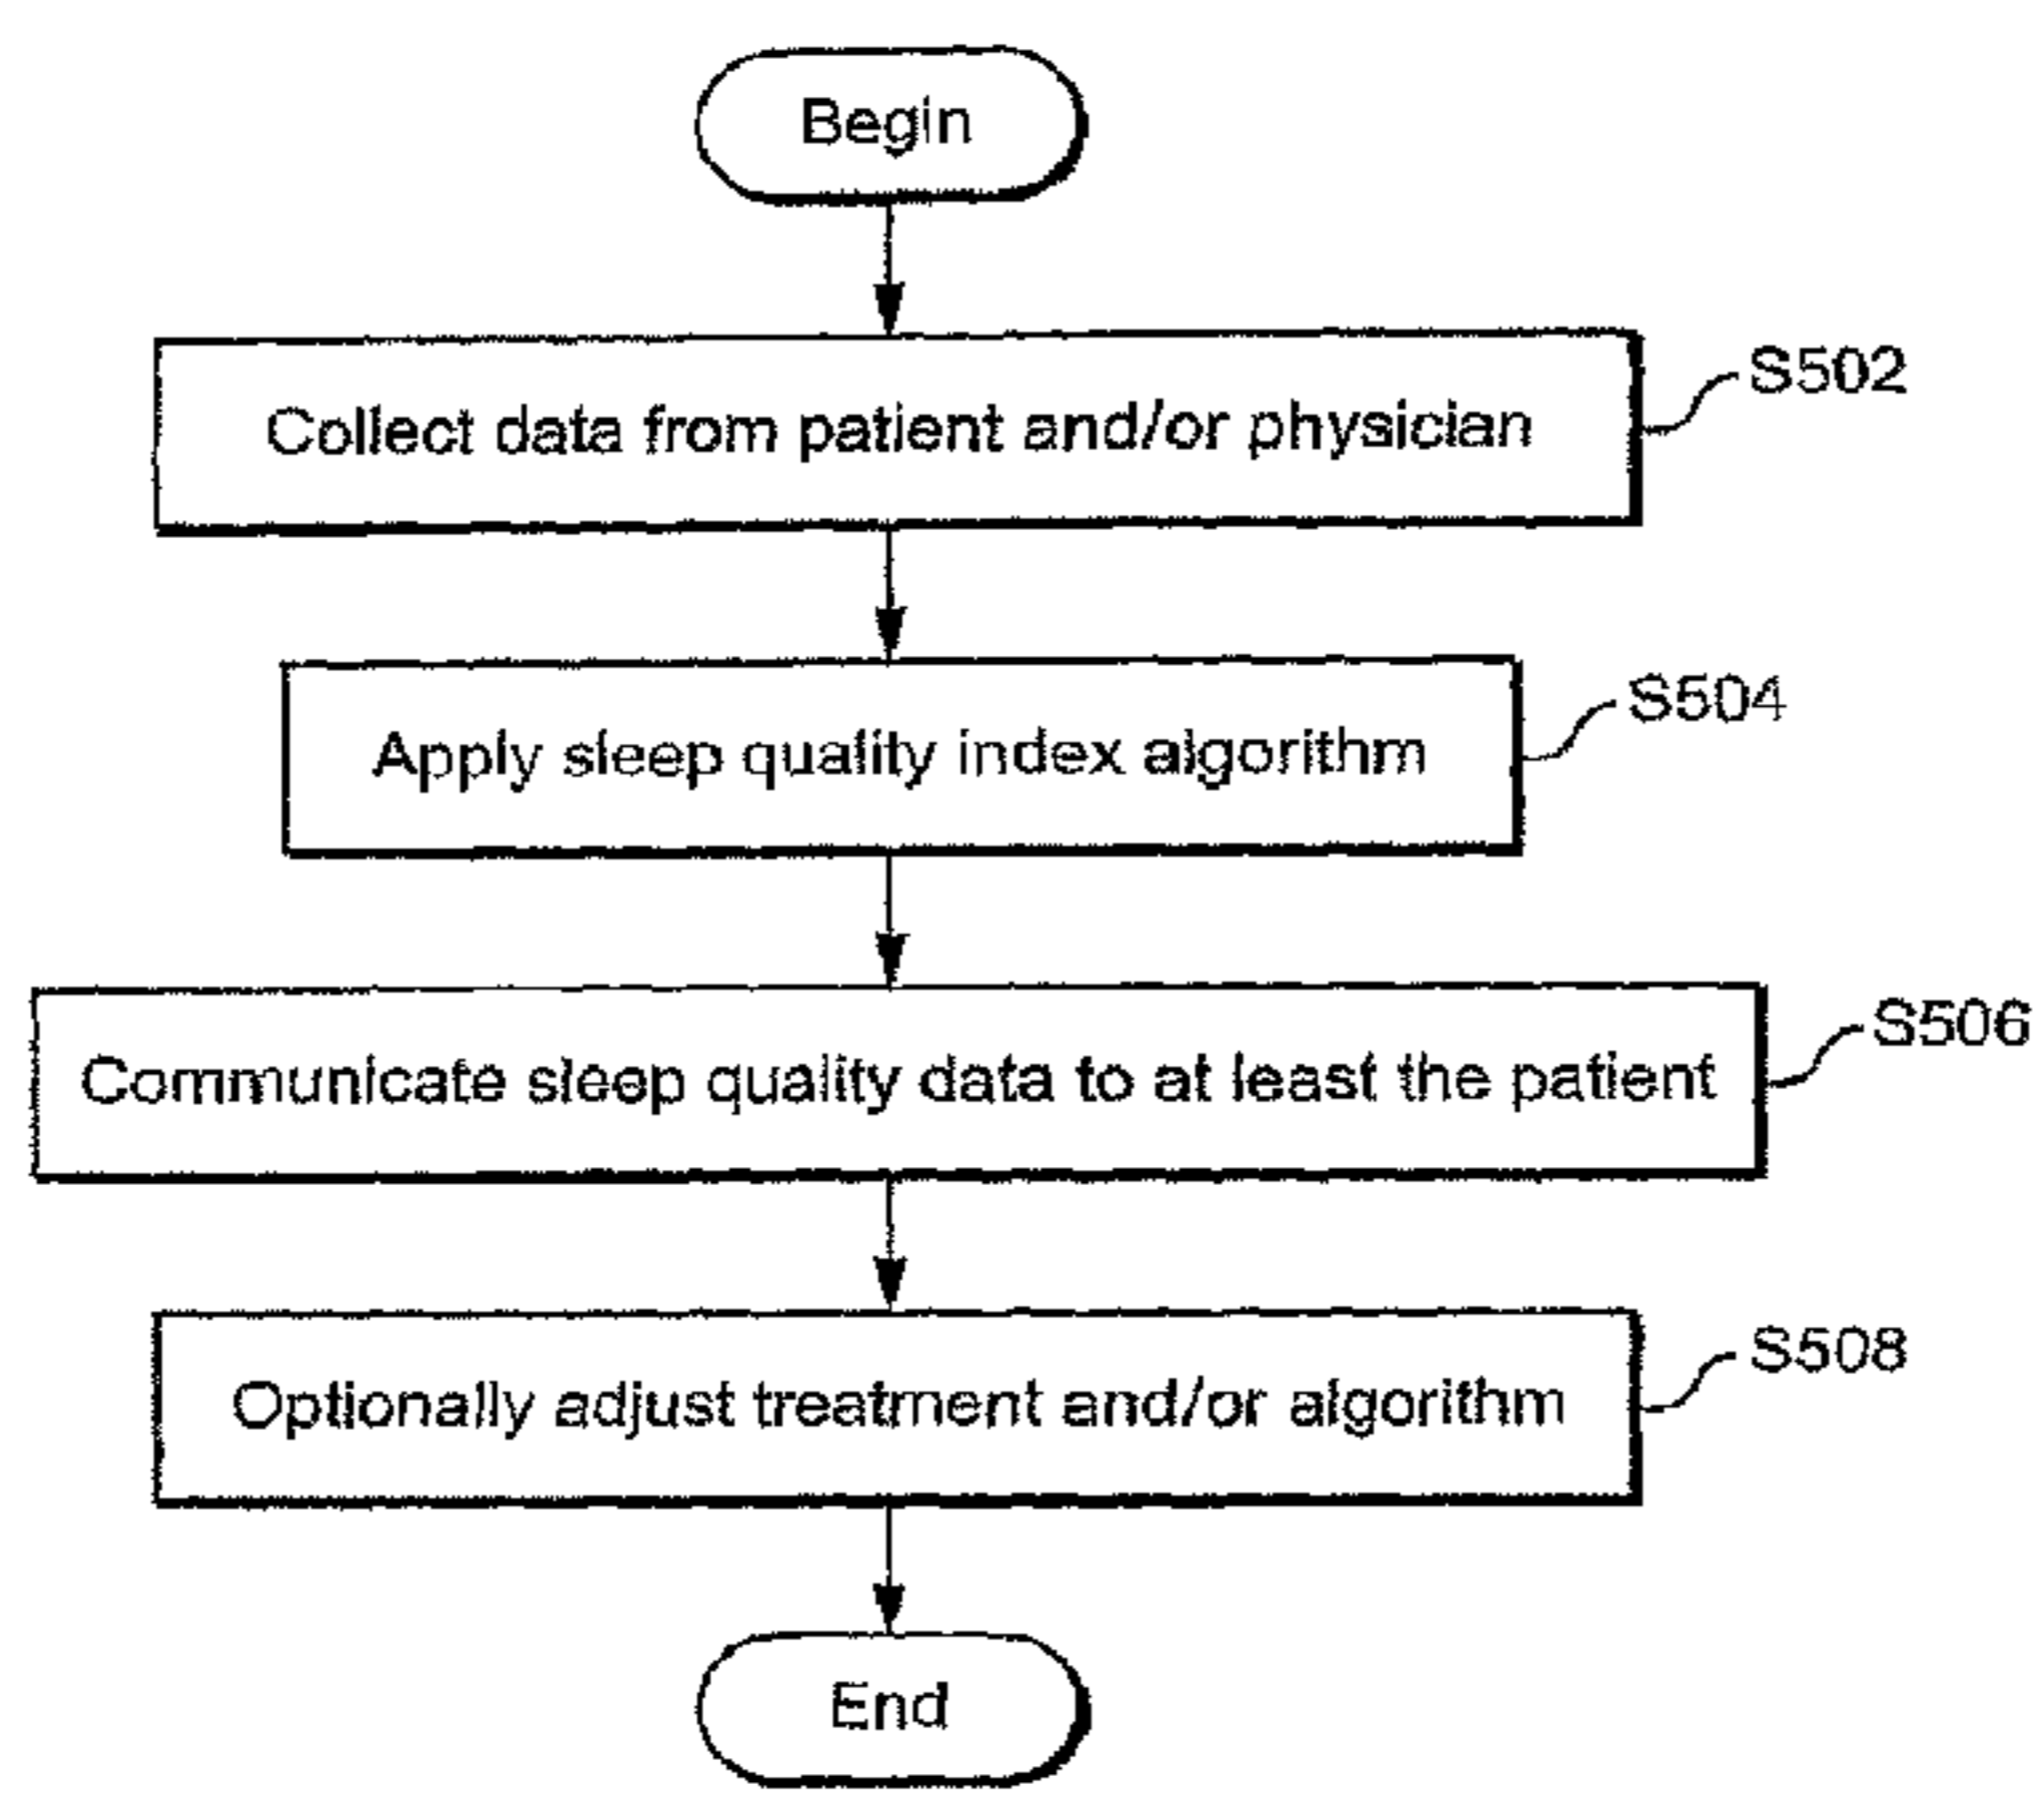 Begin
Collect data from patient and/or physician
S502
Apply sleep quality index algorithm
S504
Communicate sleep quality data to at least the patient
S506
Optionally adjust treatment and/or algorithm
S508
End